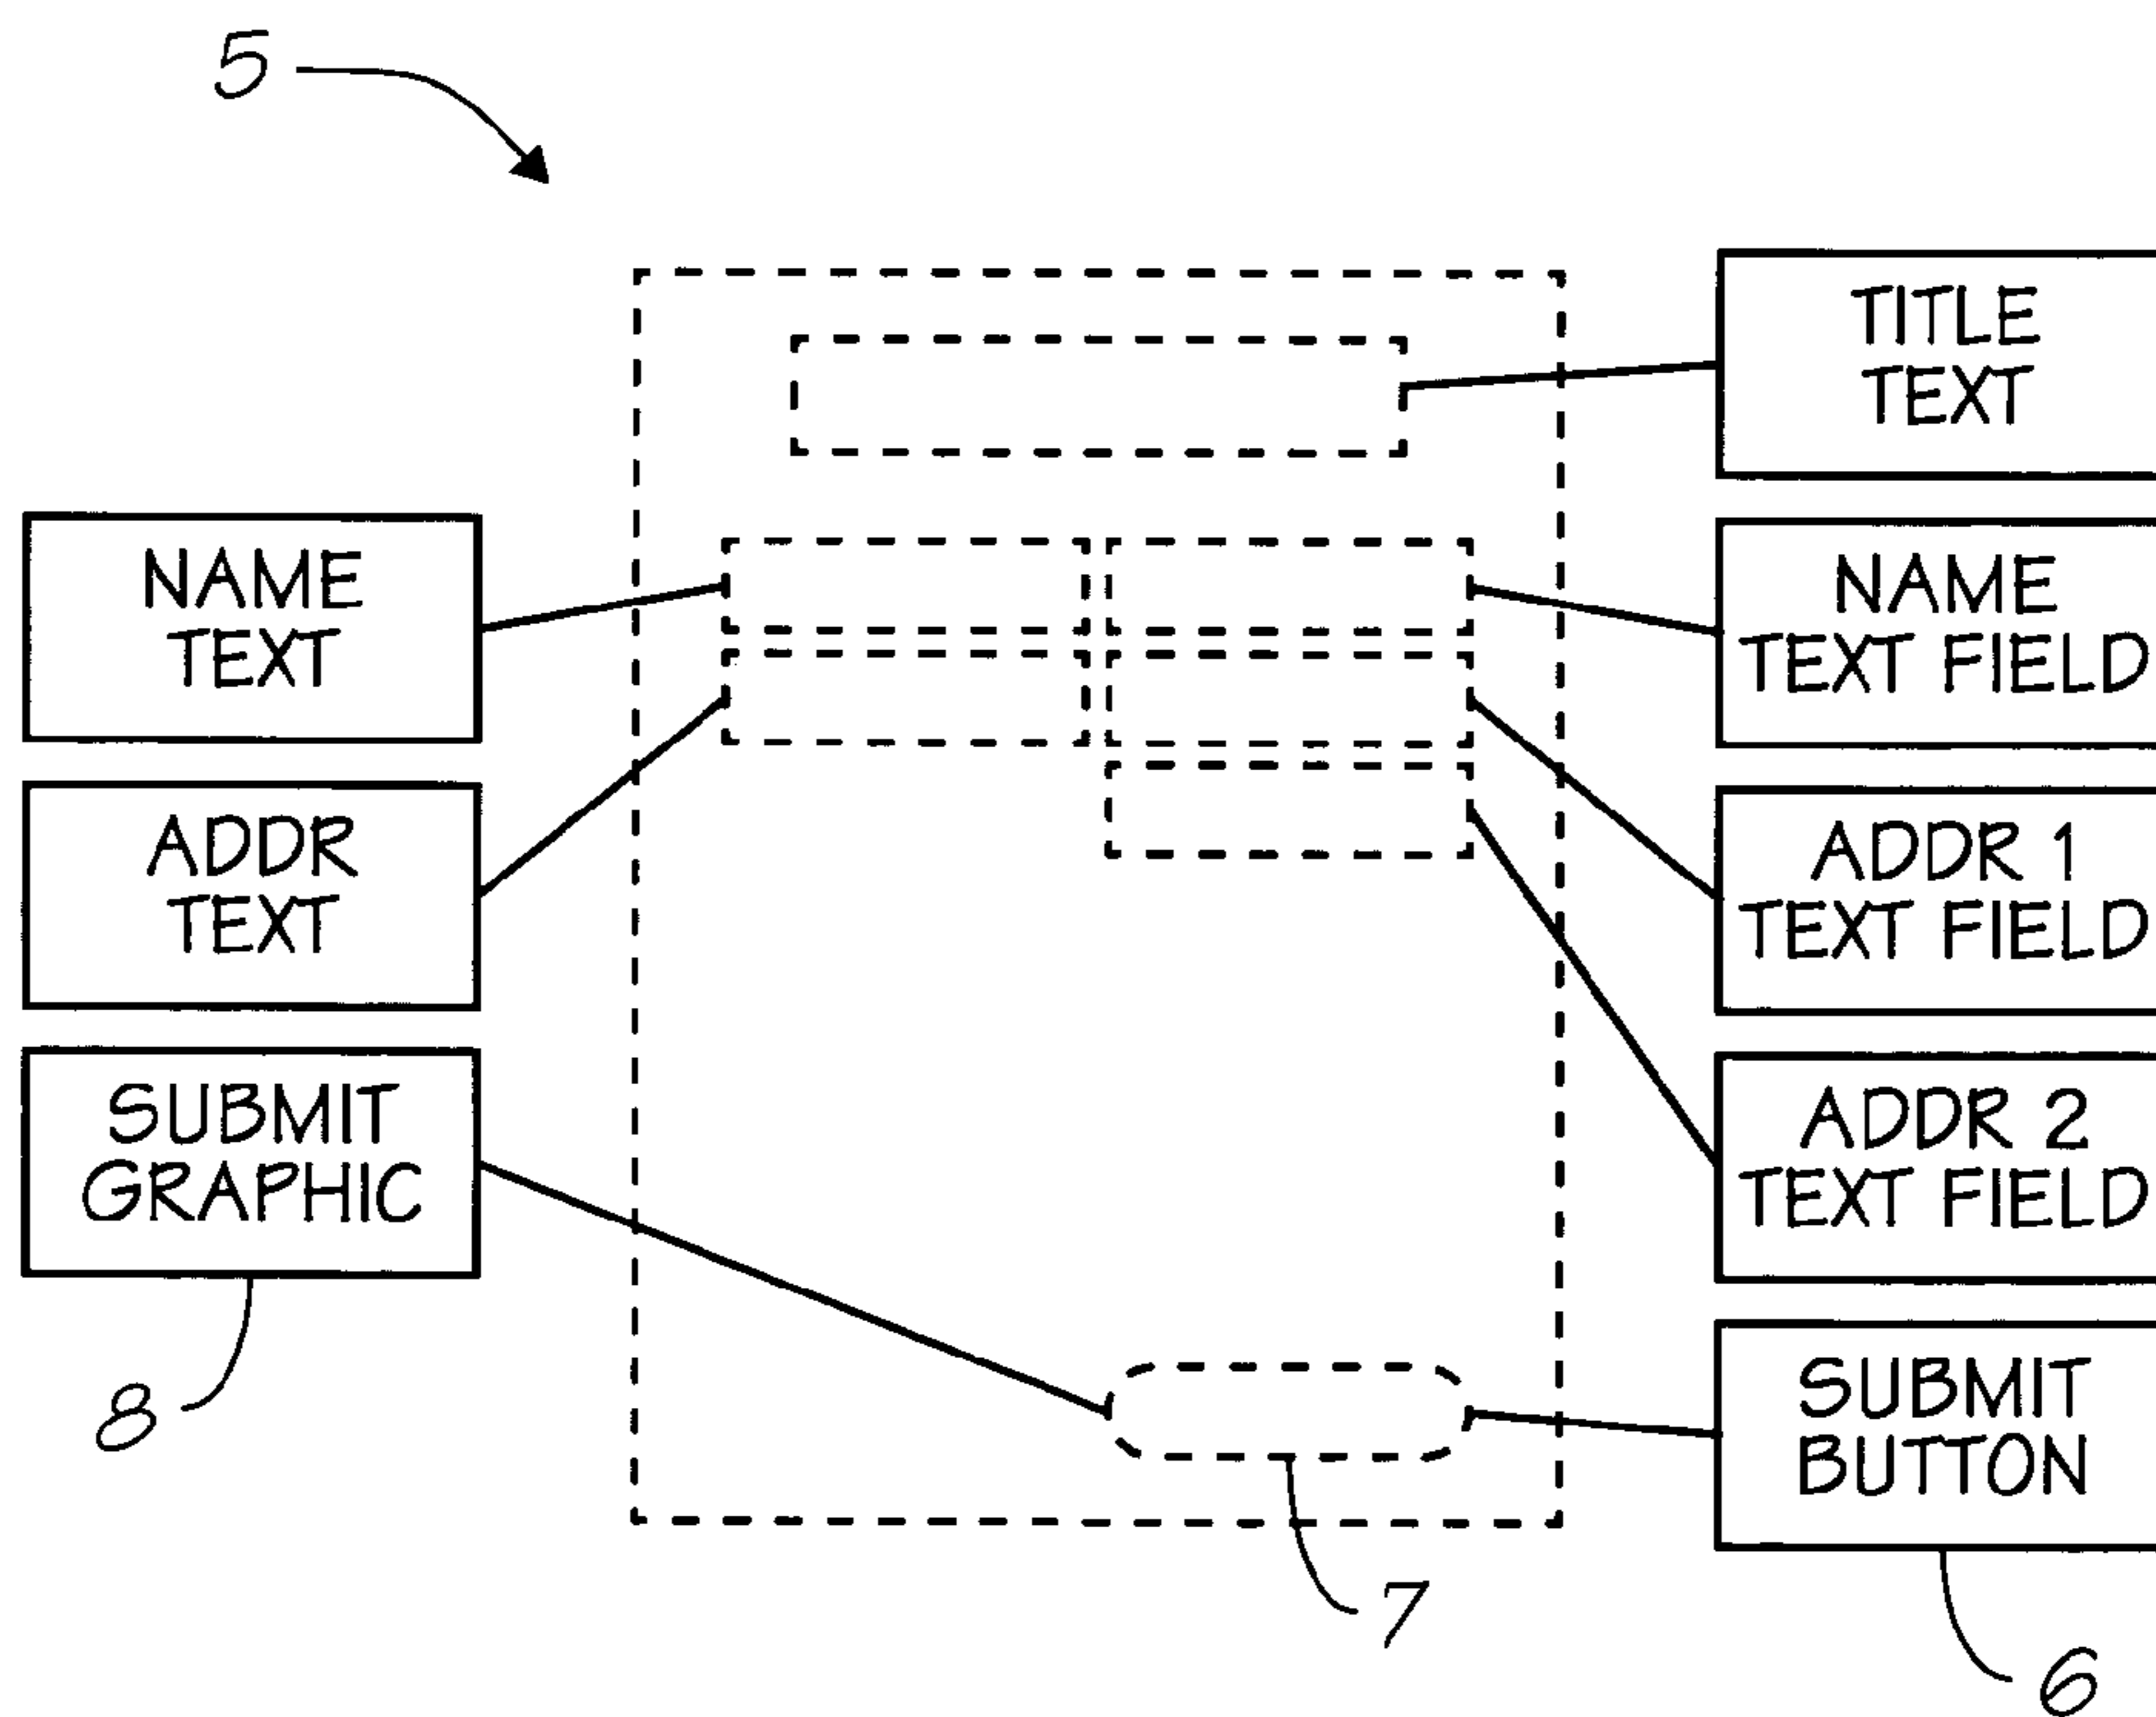 5
TITLE
TEXT
NAME
TEXT
NAME
TEXT FIELD
ADDR
TEXT
ADDR 1
TEXT FIELD
SUBMIT
GRAPHIC
ADDR 2
TEXT FIELD
SUBMIT
BUTTON
8
7
6